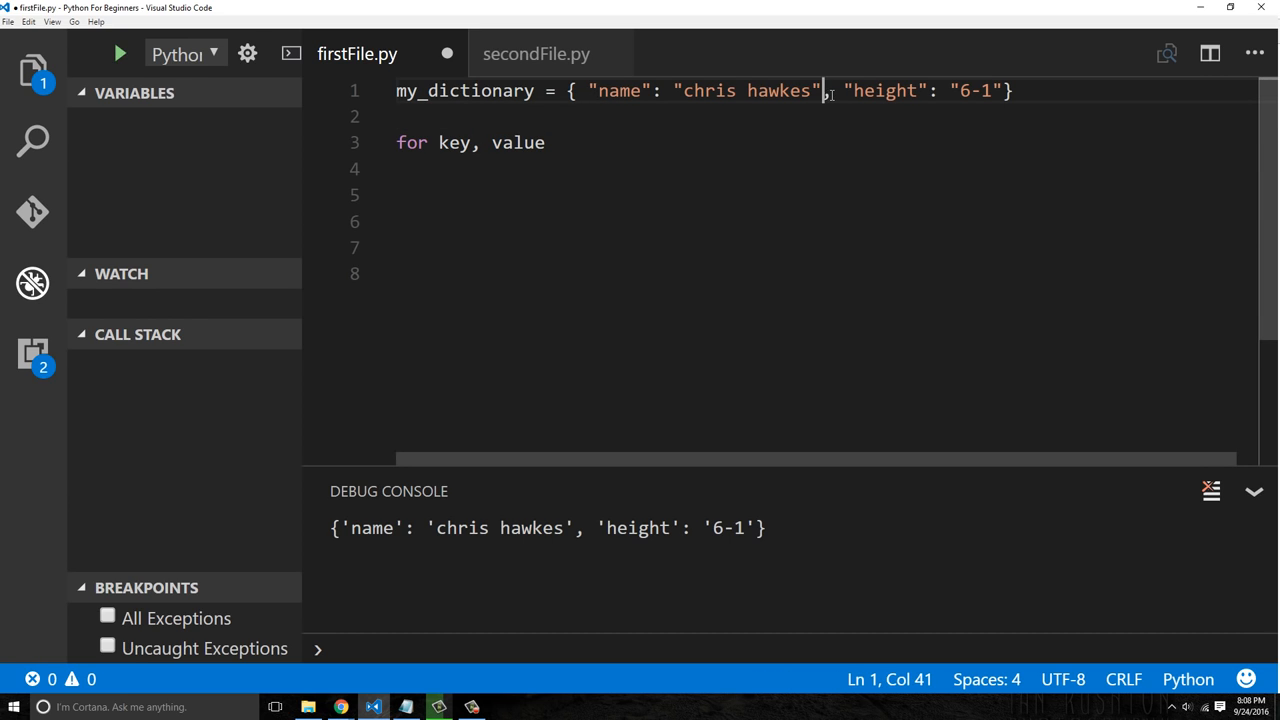 firstFile.py - Python For Beginners - Visual Studio Code
File Edit View Go Help
Pythor
firstFile.py
secondFile.py
1
VARIABLES
1 my_dictionary = { "name": "chris hawkes", "height": "6-1"}
2
3 for key, value
4
5
6
7
8
WATCH
CALL STACK
2
DEBUG CONSOLE
{'name': 'chris hawkes', 'height': '6-1'}
BREAKPOINTS
All Exceptions
Uncaught Exceptions
0 0
Ln 1, Col 41 Spaces: 4 UTF-8 CRLF Python
I'm Cortana. Ask me anything.
8:08 PM
9/24/2016